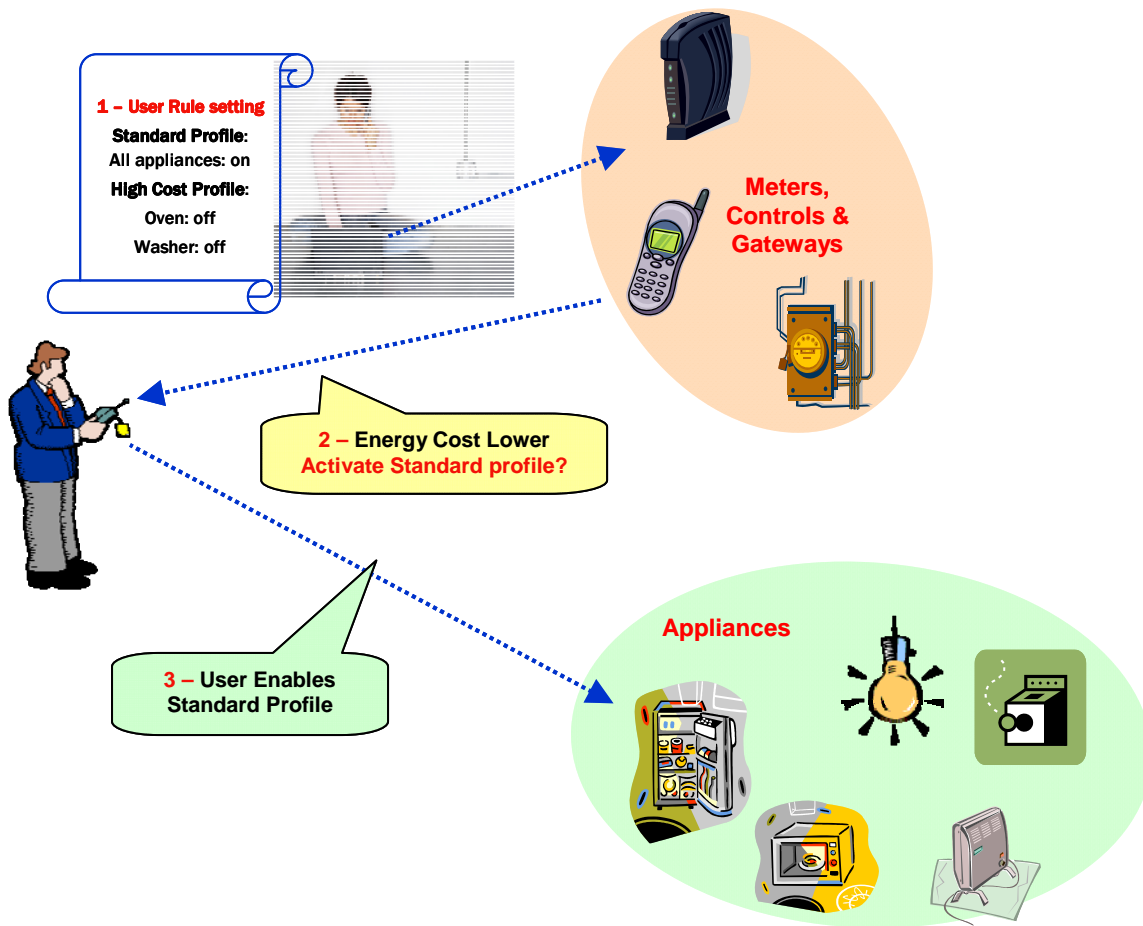 1 – User Rule setting
Standard Profile:
All appliances: on
High Cost Profile:
Oven: off
Washer: off
Meters,
Controls &
Gateways
2 – Energy Cost Lower
Activate Standard profile?
3 – User Enables
Standard Profile
Appliances